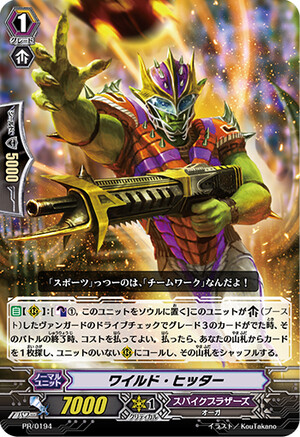 1
グレード
5000
「スポーツ」っつーのは、「チームワーク」なんだよ！
自【R】：[CB①, このユニットをソウルに置く]このユニットが（ブースト）したヴァンガードのドライブチェックでグレード３のカードがでた時、そのバトルの終了時、コストを払ってよい。払ったら、あなたの山札からカードを1枚探し、ユニットのいない【R】にコールし、その山札をシャッフルする。
ノーマル
ユニット
ワイルド・ヒッター
パワー
7000
1
クリティカル
スパイクブラザーズ
オーガ
PR/0194
イラスト／ KouTakano